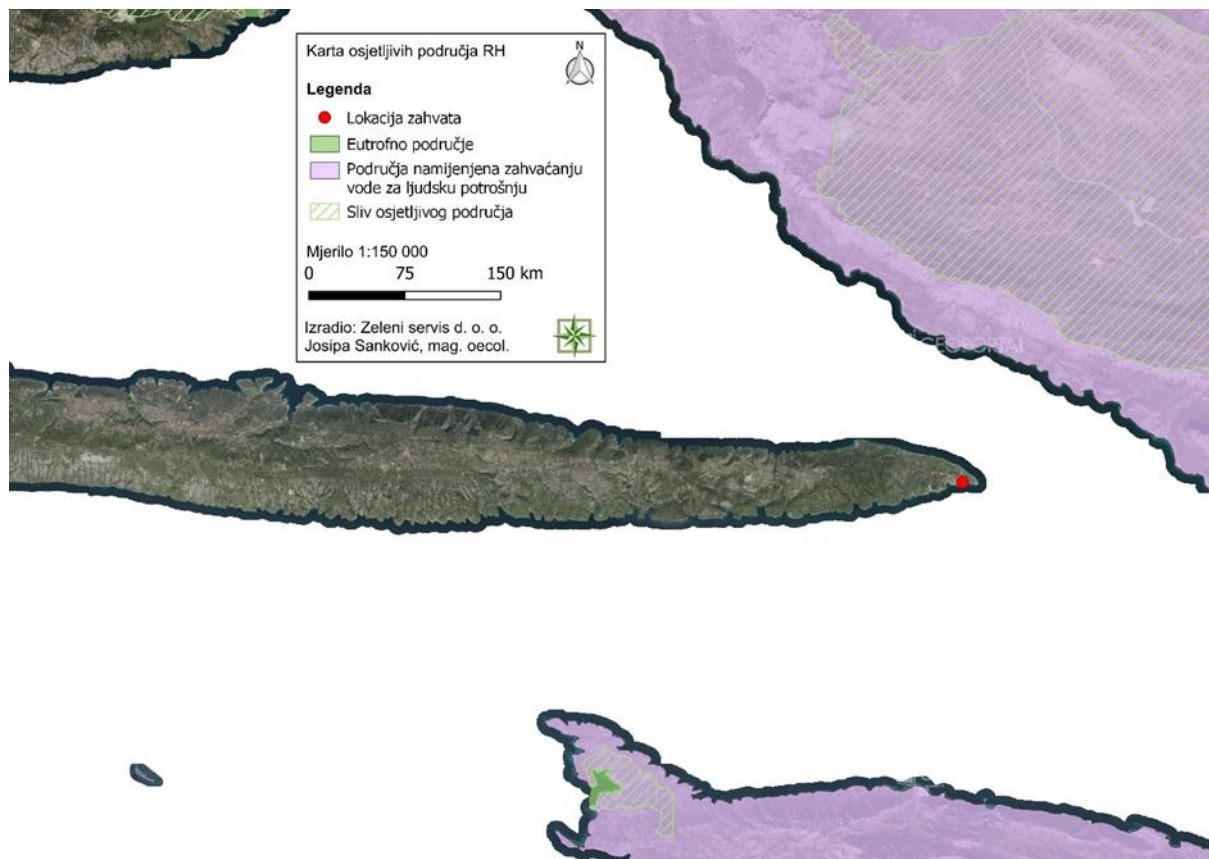 Karta osjetljivih područja RH
N
Legenda
Lokacija zahvata
Eutrofno područje
Područja namijenjena zahvaćanju
vode za ljudsku potrošnju
Sliv osjetljivog područja
Mjerilo 1:150 000
0 75 150 km
Izradio: Zeleni servis d. o. o.
Josipa Sanković, mag. oecol.
GEOPORTAL